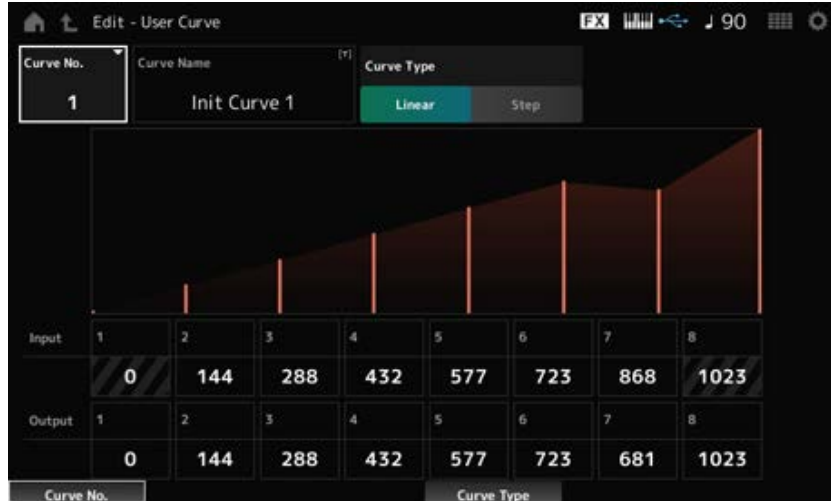 Edit - User Curve FX ♩ 90
Curve No. Curve Name [T] Curve Type
1 Init Curve 1 Linear Step
Input 1 2 3 4 5 6 7 8
0 144 288 432 577 723 868 1023
Output 1 2 3 4 5 6 7 8
0 144 288 432 577 723 681 1023
Curve No. Curve Type